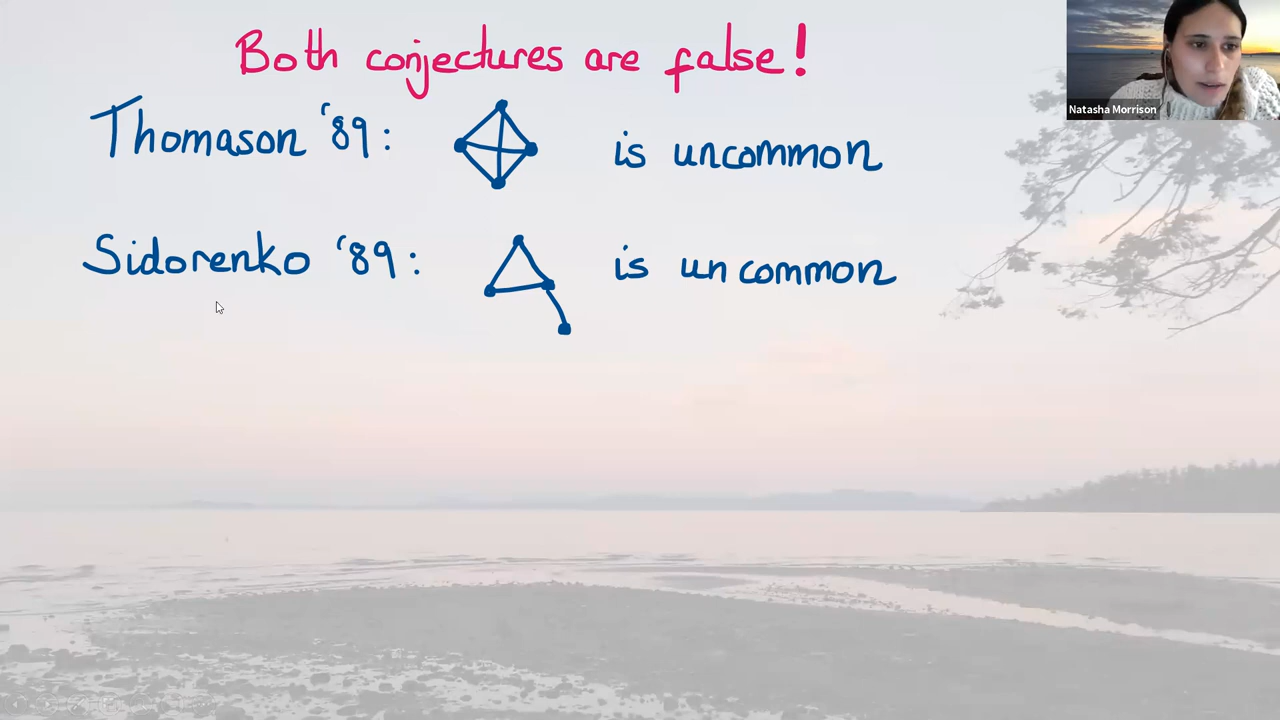 Both conjectures are false!
Natasha Morrison
Thomason '89: is uncommon
Sidorenko '89: is uncommon